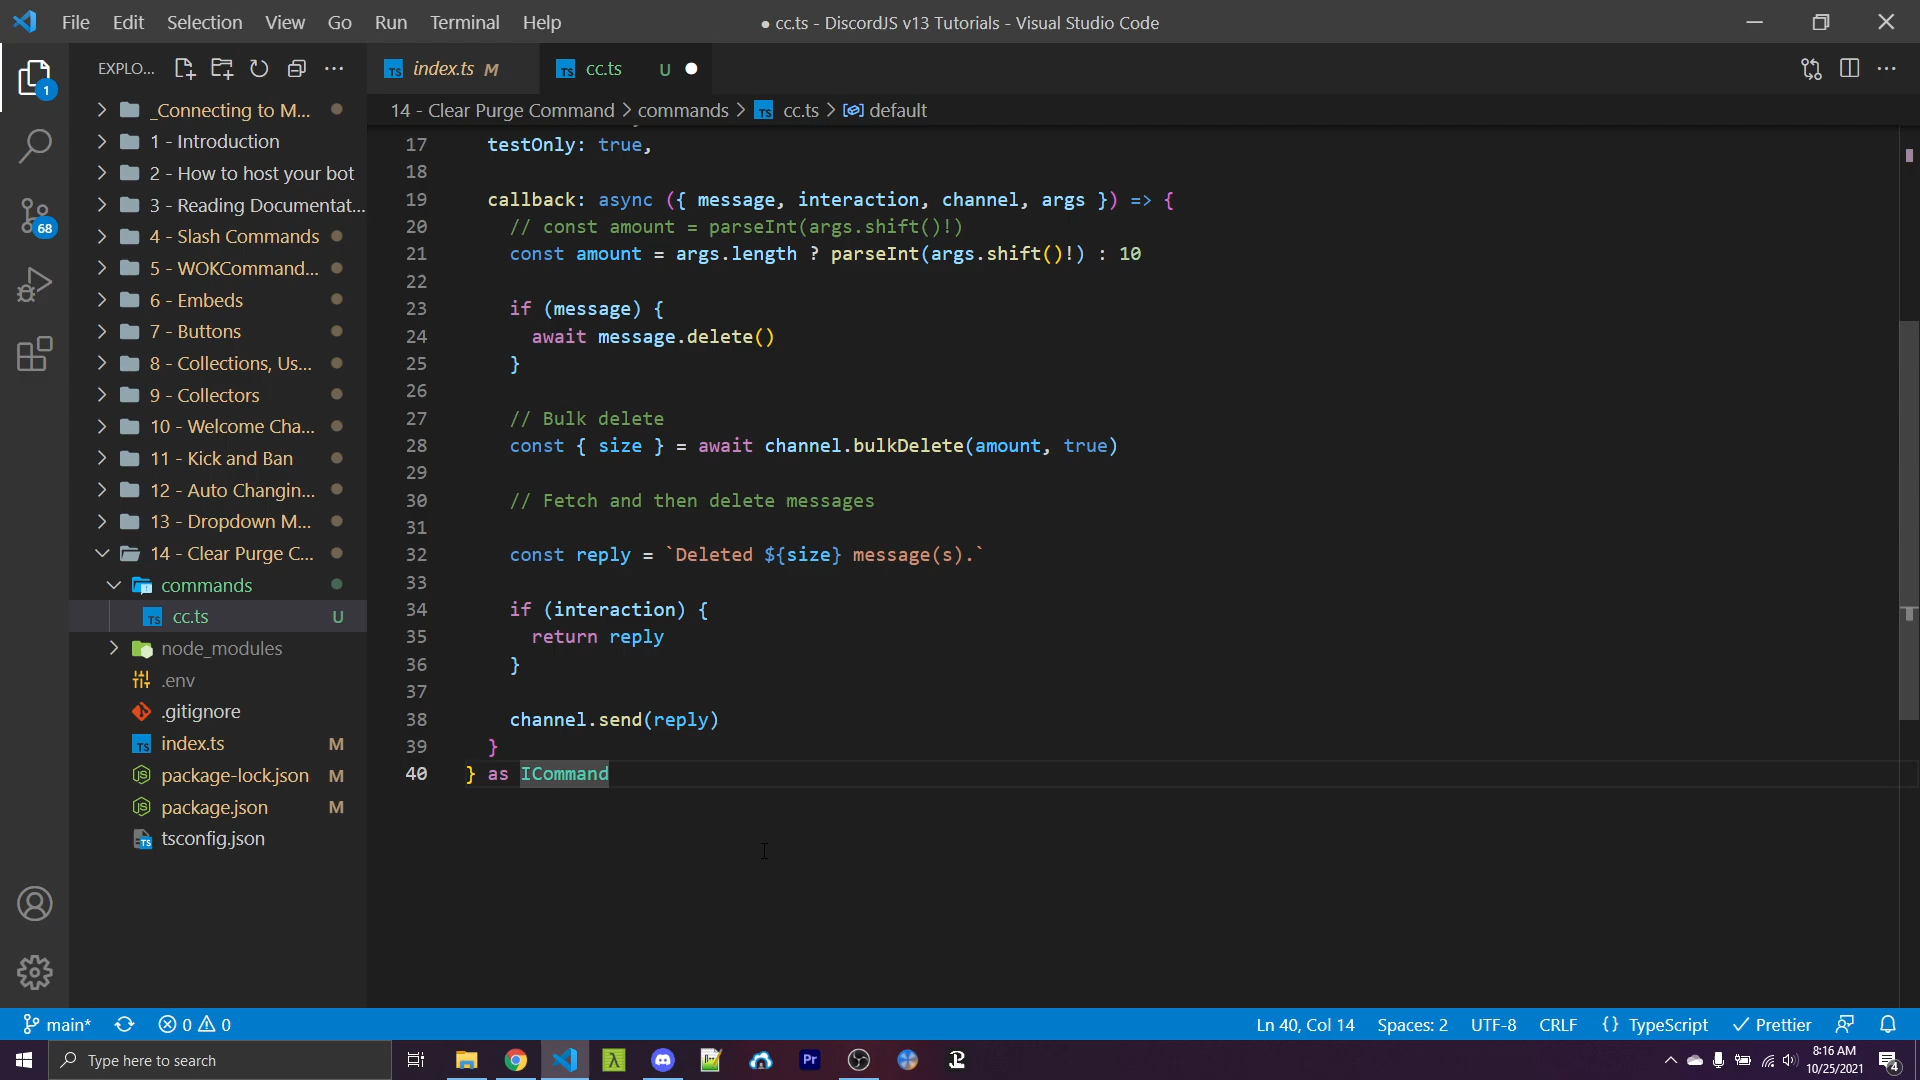 File Edit Selection View Go Run Terminal Help
● cc.ts - DiscordJS v13 Tutorials - Visual Studio Code
EXPLO...
index.ts M
cc.ts U
14 - Clear Purge Command > commands > TS cc.ts > default
1
68
_Connecting to M...
1 - Introduction
2 - How to host your bot
3 - Reading Documentat...
4 - Slash Commands
5 - WOKCommand...
6 - Embeds
7 - Buttons
8 - Collections, Us...
9 - Collectors
10 - Welcome Cha...
11 - Kick and Ban
12 - Auto Changin...
13 - Dropdown M...
14 - Clear Purge C...
commands
TS cc.ts U
node_modules
.env
.gitignore
TS index.ts M
package-lock.json M
package.json M
tsconfig.json
17 testOnly: true,
18
19 callback: async ({ message, interaction, channel, args }) => {
20 // const amount = parseInt(args.shift()!)
21 const amount = args.length ? parseInt(args.shift()!) : 10
22
23 if (message) {
24 await message.delete()
25 }
26
27 // Bulk delete
28 const { size } = await channel.bulkDelete(amount, true)
29
30 // Fetch and then delete messages
31
32 const reply = `Deleted ${size} message(s).`
33
34 if (interaction) {
35 return reply
36 }
37
38 channel.send(reply)
39 }
40 } as ICommand
main* 0 0
Ln 40, Col 14 Spaces: 2 UTF-8 CRLF {} TypeScript Prettier
Type here to search
Pr
8:16 AM
10/25/2021
4